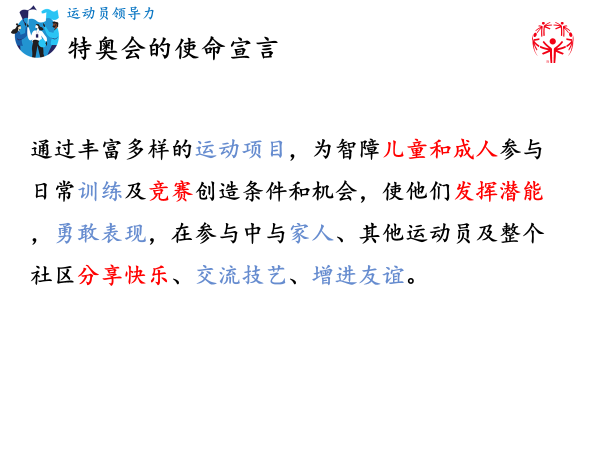 运动员领导力
特奥会的使命宣言
通过丰富多样的运动项目，为智障儿童和成人参与
日常训练及竞赛创造条件和机会，使他们发挥潜能
，勇敢表现，在参与中与家人、其他运动员及整个
社区分享快乐、交流技艺、增进友谊。